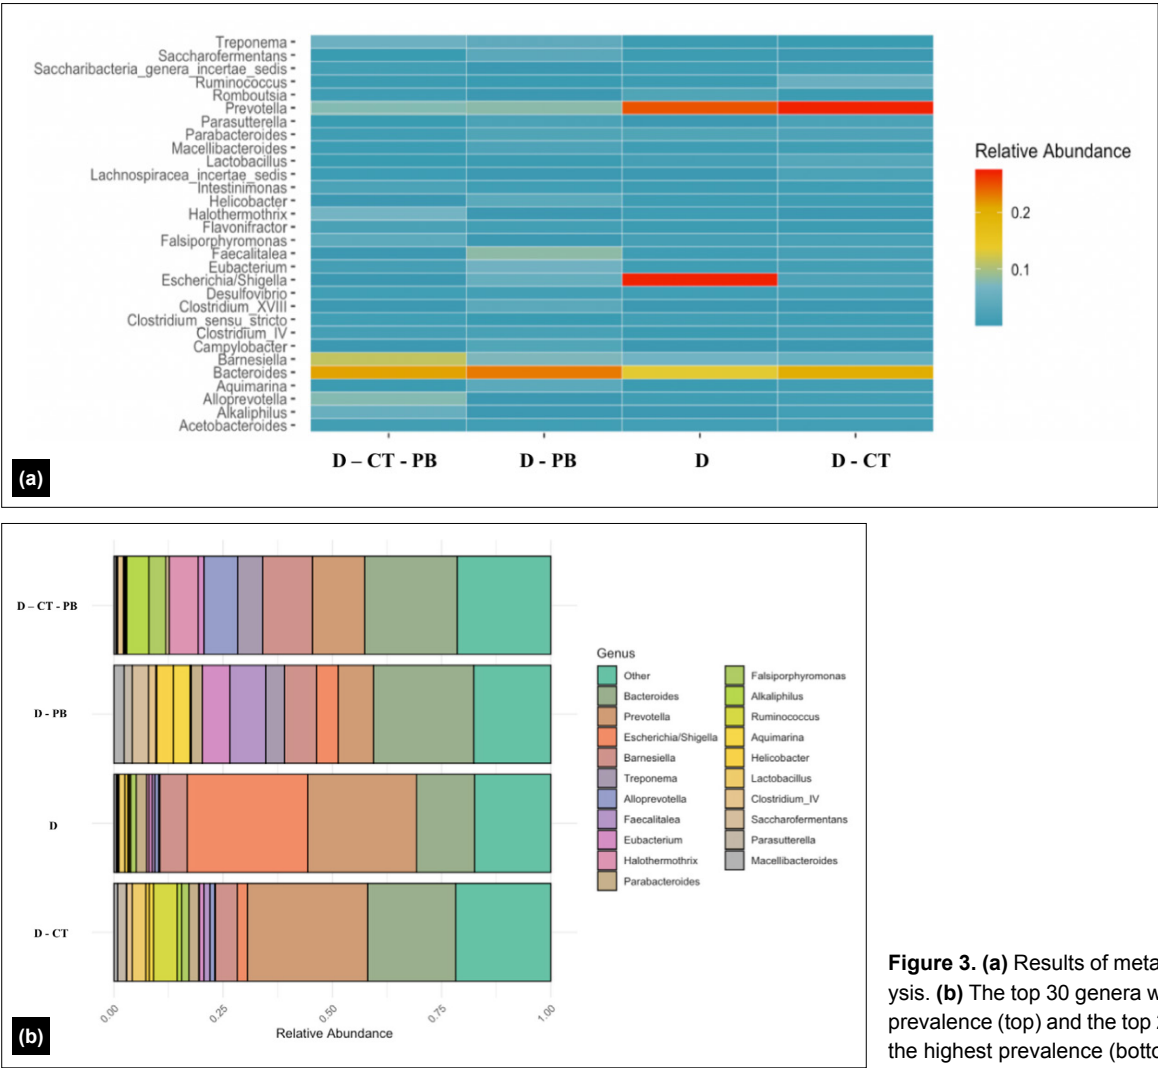 Treponema
Saccharofermentans
Saccharibacteria_genera_incertae_sedis
Ruminococcus
Romboutsia
Prevotella
Parasutterella
Parabacteroides
Macellibacteroides
Lactobacillus
Lachnospiracea_incertae_sedis
Intestinimonas
Helicobacter
Halothermothrix
Flavonifractor
Falsiporphyromonas
Faecalitalea
Eubacterium
Escherichia/Shigella
Desulfovibrio
Clostridium_XVIII
Clostridium_sensu_stricto
Clostridium_IV
Campylobacter
Barnesiella
Bacteroides
Aquimarina
Alloprevotella
Alkaliphilus
Acetobacteroides
D – CT - PB
D - PB
D
D - CT
Relative Abundance
0.2
0.1
(a)
D – CT - PB
D - PB
D
D - CT
0.00
0.25
0.50
0.75
1.00
Relative Abundance
Genus
Other
Bacteroides
Prevotella
Escherichia/Shigella
Barnesiella
Treponema
Alloprevotella
Faecalitalea
Eubacterium
Halothermothrix
Parabacteroides
Falsiporphyromonas
Alkaliphilus
Ruminococcus
Aquimarina
Helicobacter
Lactobacillus
Clostridium_IV
Saccharofermentans
Parasutterella
Macellibacteroides
(b)
Figure 3. (a) Results of meta
ysis. (b) The top 30 genera w
prevalence (top) and the top
the highest prevalence (botto